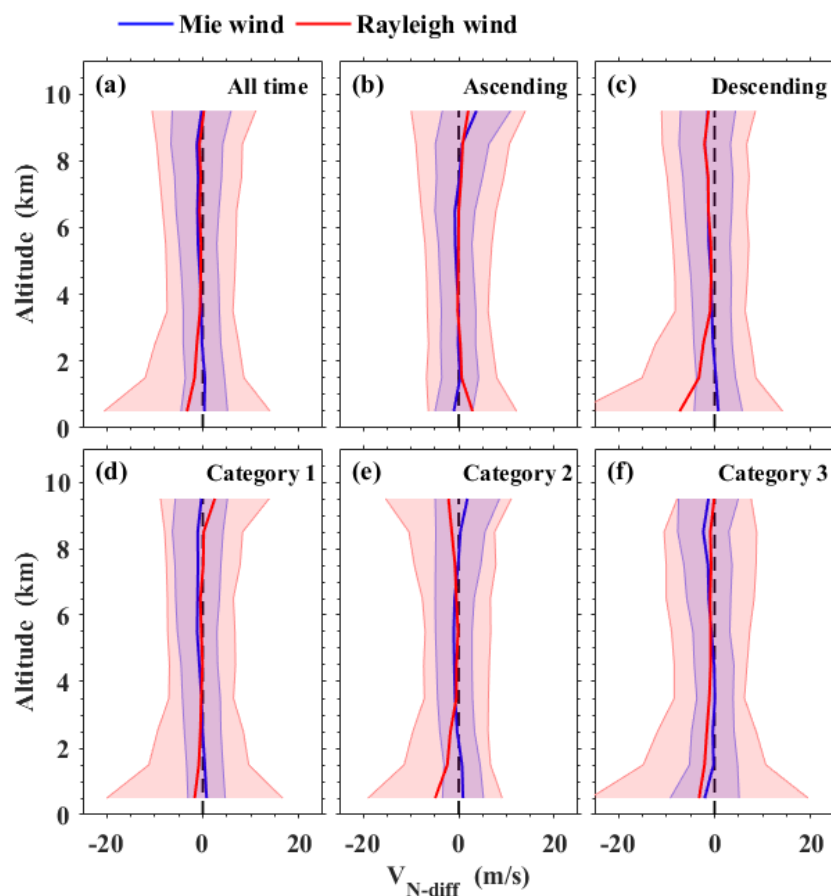 Mie wind Rayleigh wind
(a) All time
(b) Ascending
(c) Descending
10
8
6
4
2
0
Altitude (km)
(d) Category 1
(e) Category 2
(f) Category 3
10
8
6
4
2
0
Altitude (km)
-20 0 20
-20 0 20
-20 0 20
V_N-diff (m/s)